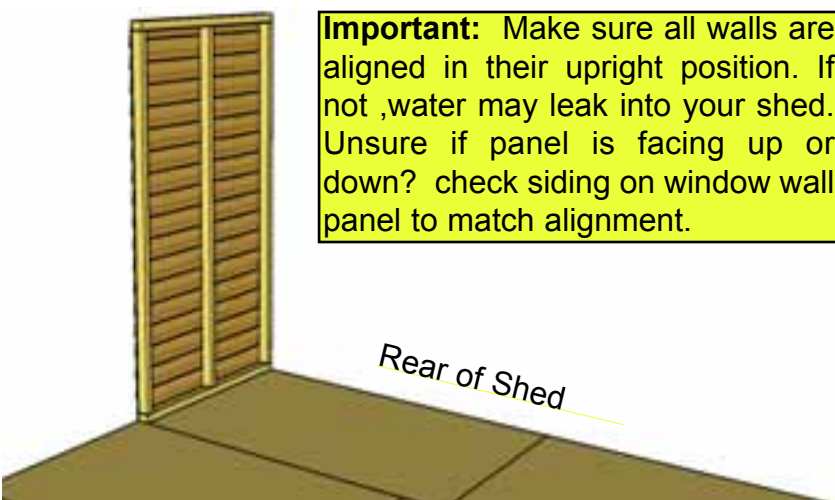 Important: Make sure all walls are
aligned in their upright position. If
not ,water may leak into your shed.
Unsure if panel is facing up or
down? check siding on window wall
panel to match alignment.
Rear of Shed